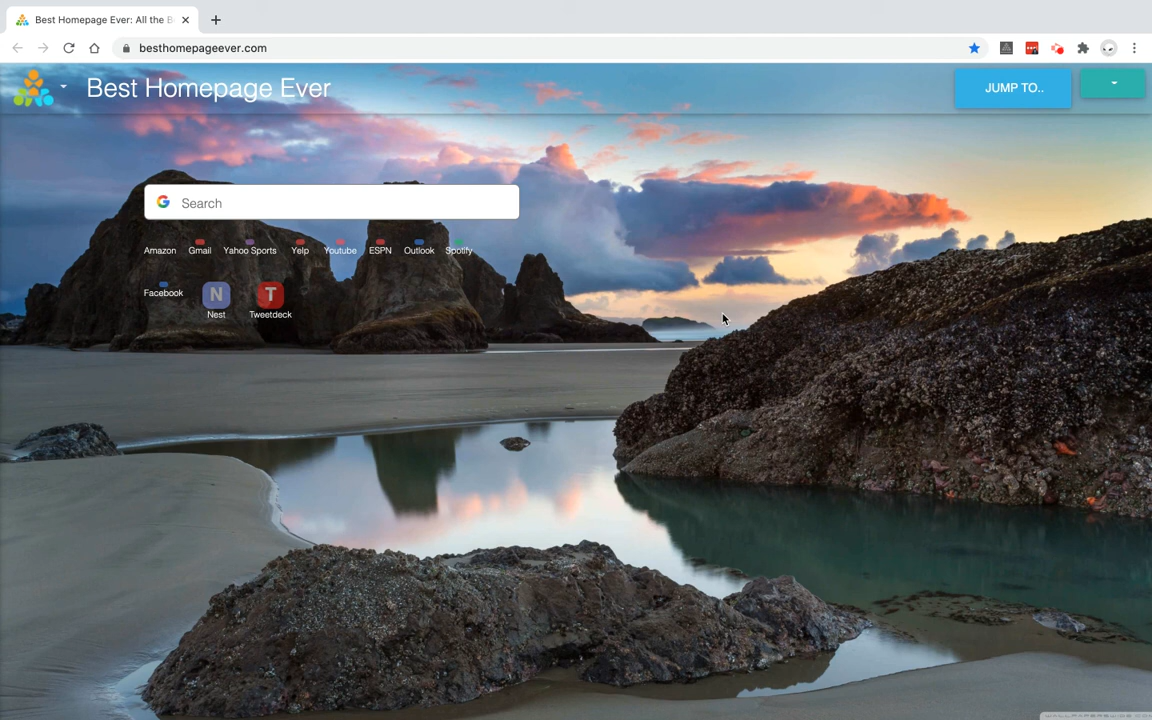 Best Homepage Ever: All the B
besthomepageever.com
Best Homepage Ever
JUMP TO..
Search
Amazon Gmail Yahoo Sports Yelp Youtube ESPN Outlook Spotify
N T
Facebook Nest Tweetdeck